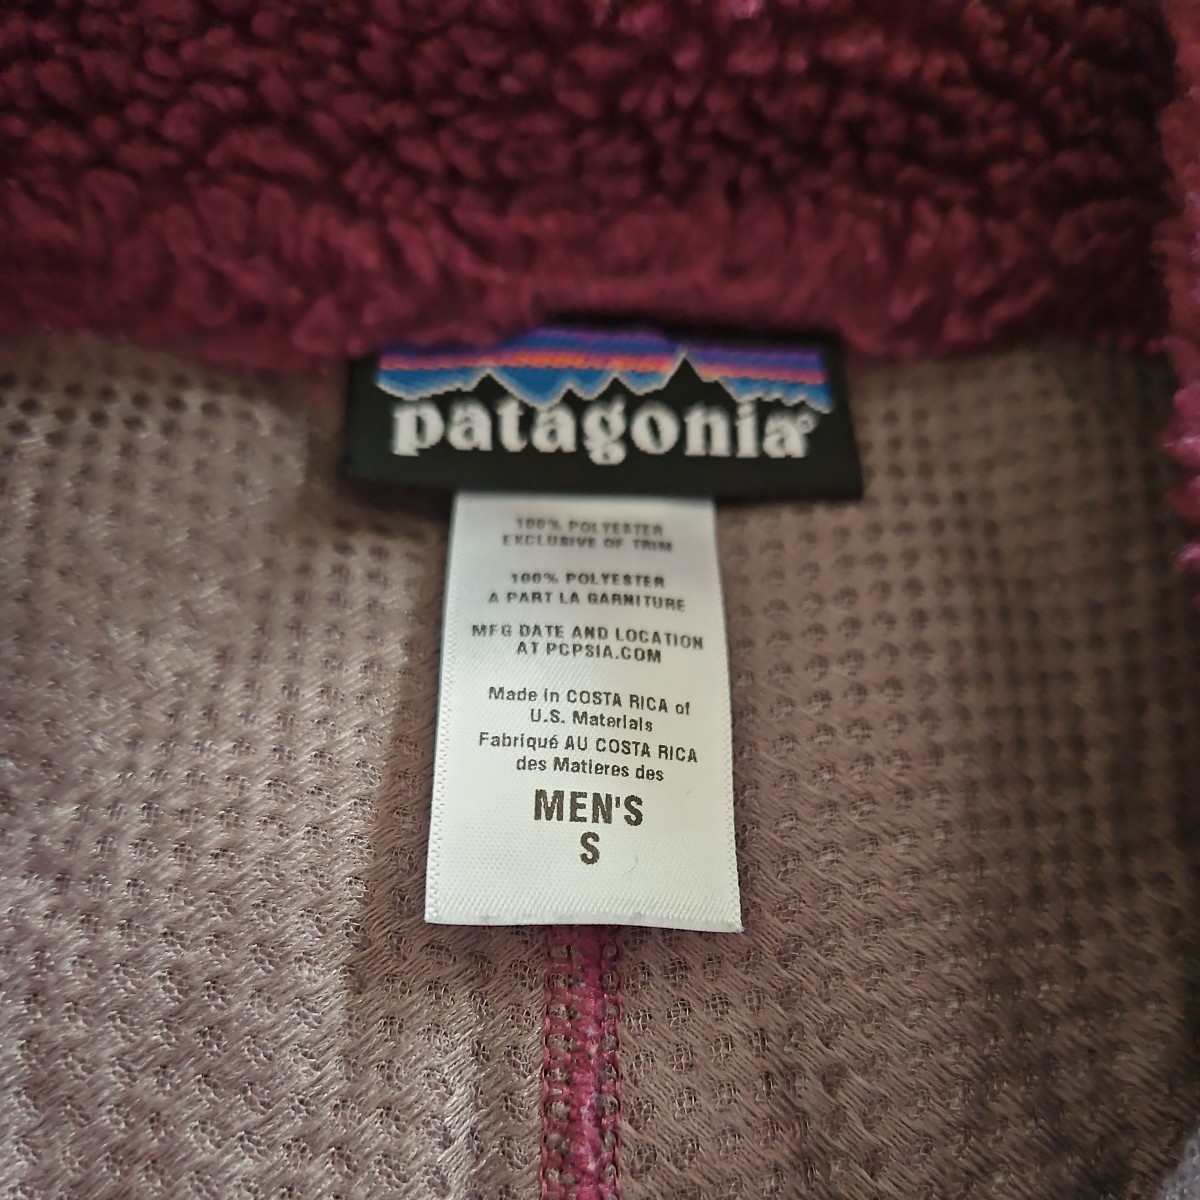 patagonia®
100% POLYESTER
EXCLUSIVE OF TRIM
100% POLYESTER
A PART LA GARNITURE
MFG DATE AND LOCATION
AT PCPSIA.COM
Made in COSTA RICA of
U.S. Materials
Fabriqué AU COSTA RICA
des Matieres des
MEN'S
S